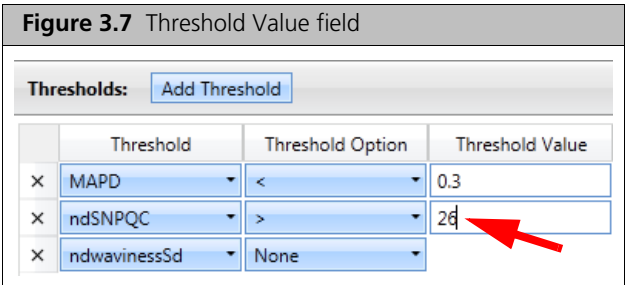 Figure 3.7 Threshold Value field
Thresholds: Add Threshold
Threshold Threshold Option Threshold Value
× MAPD < 0.3
× ndSNPQC > 26
× ndwavinessSd None